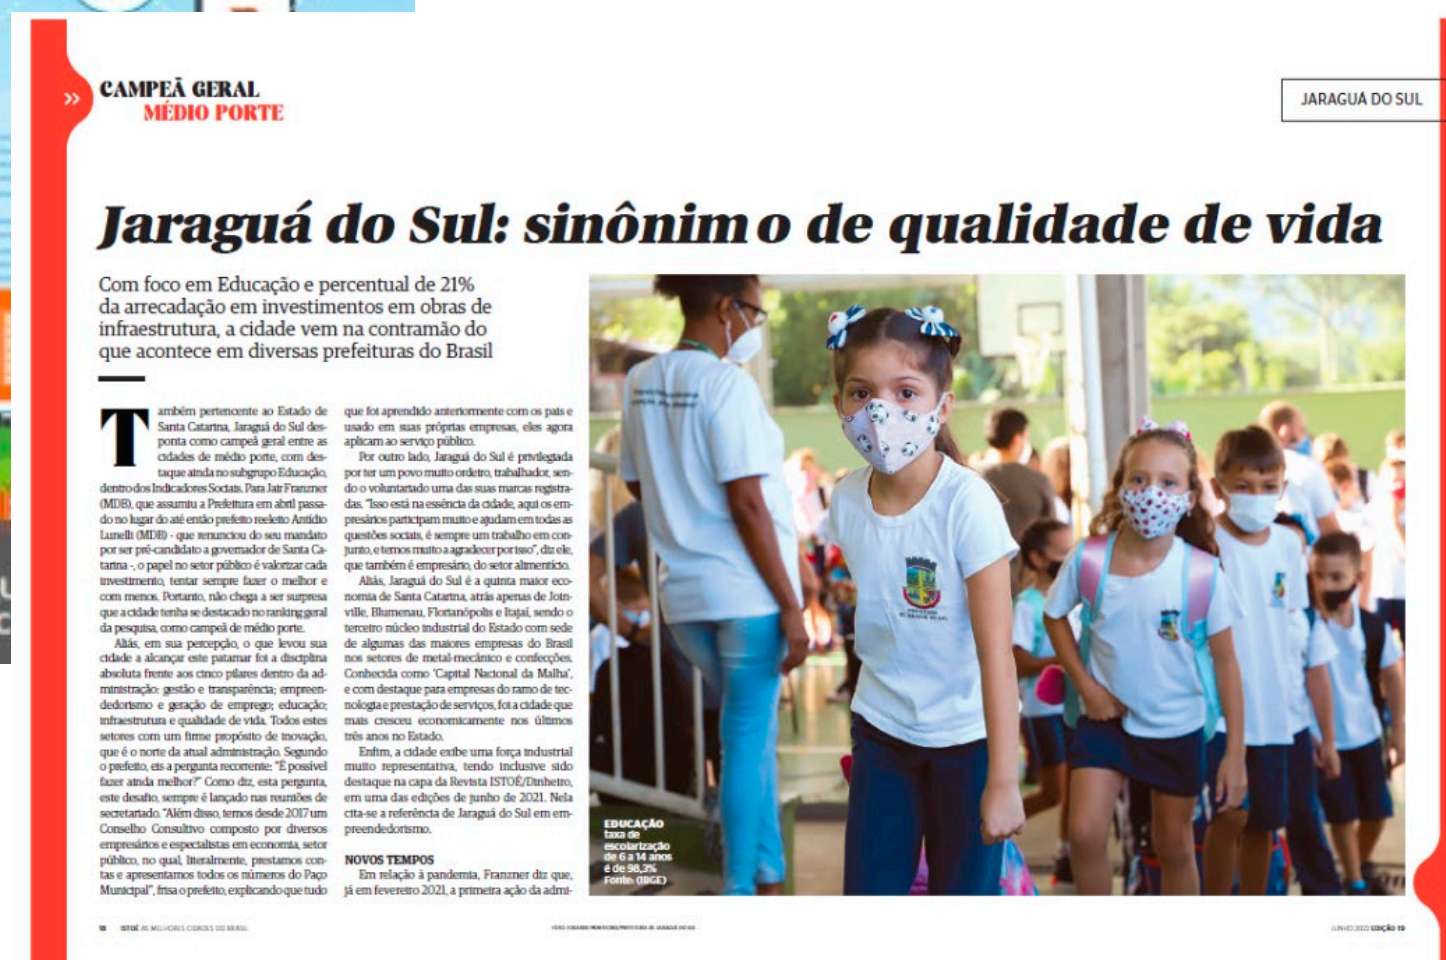 CAMPEÃ GERAL
MÉDIO PORTE
JARAGUÁ DO SUL
Jaraguá do Sul: sinônimo de qualidade de vida
Com foco em Educação e percentual de 21%
da arrecadação em investimentos em obras de
infraestrutura, a cidade vem na contramão do
que acontece em diversas prefeituras do Brasil
Também pertencente ao Estado de
Santa Catarina, Jaraguá do Sul des-
ponta como campeã geral entre as
cidades de médio porte, com des-
taque ainda no subgrupo Educação,
dentro dos Indicadores Sociais. Para Jair Franzner
(MDB), que assumiu a Prefeitura em abril passa-
do no lugar do até então prefeito reeleito Antídio
Lunelli (MDB) - que renunciou do seu mandato
por ser pré-candidato a governador de Santa Ca-
tarina -, o papel no setor público é valorizar cada
investimento, tentar sempre fazer o melhor e
com menos. Portanto, não chega a ser surpresa
que a cidade tenha se destacado no ranking geral
da pesquisa, como campeã de médio porte.
Aliás, em sua percepção, o que levou sua
cidade a alcançar este patamar foi a disciplina
absoluta frente aos cinco pilares dentro da ad-
ministração: gestão e transparência; empreen-
dedorismo e geração de emprego; educação;
infraestrutura e qualidade de vida. Todos estes
setores com um firme propósito de inovação,
que é o norte da atual administração. Segundo
o prefeito, eis a pergunta recorrente: "É possível
fazer ainda melhor?" Como diz, esta pergunta,
este desafio, sempre é lançado nas reuniões de
secretariado. "Além disso, temos desde 2017 um
Conselho Consultivo composto por diversos
empresários e especialistas em economia, setor
público, no qual, literalmente, prestamos con-
tas e apresentamos todos os números do Paço
Municipal", frisa o prefeito, explicando que tudo
que foi aprendido anteriormente com os pais e
usado em suas próprias empresas, eles agora
aplicam ao serviço público.
Por outro lado, Jaraguá do Sul é privilegiada
por ter um povo muito ordeiro, trabalhador, sen-
do o voluntariado uma das suas marcas registra-
das. "Isso está na essência da cidade, aqui os em-
presários participam muito e ajudam em todas as
questões sociais, é sempre um trabalho em con-
junto, e temos muito a agradecer por isso", diz ele,
que também é empresário, do setor alimentício.
Aliás, Jaraguá do Sul é a quinta maior eco-
nomia de Santa Catarina, atrás apenas de Join-
ville, Blumenau, Florianópolis e Itajaí, sendo o
terceiro núcleo industrial do Estado com sede
de algumas das maiores empresas do Brasil
nos setores de metal-mecânico e confecções.
Conhecida como 'Capital Nacional da Malha',
e com destaque para empresas do ramo de tec-
nologia e prestação de serviços, foi a cidade que
mais cresceu economicamente nos últimos
três anos no Estado.
Enfim, a cidade exibe uma força industrial
muito representativa, tendo inclusive sido
destaque na capa da Revista ISTOÉ/Dinheiro,
em uma das edições de junho de 2021. Nela
cita-se a referência de Jaraguá do Sul em em-
preendedorismo.
NOVOS TEMPOS
Em relação à pandemia, Franzner diz que,
já em fevereiro 2021, a primeira ação da admi-
EDUCAÇÃO
taxa de
escolarização
de 6 a 14 anos
é de 98,3%
Fonte: (IBGE)
18 ISTOÉ AS MELHORES CIDADES DO BRASIL
JUNHO 2022 EDIÇÃO 19